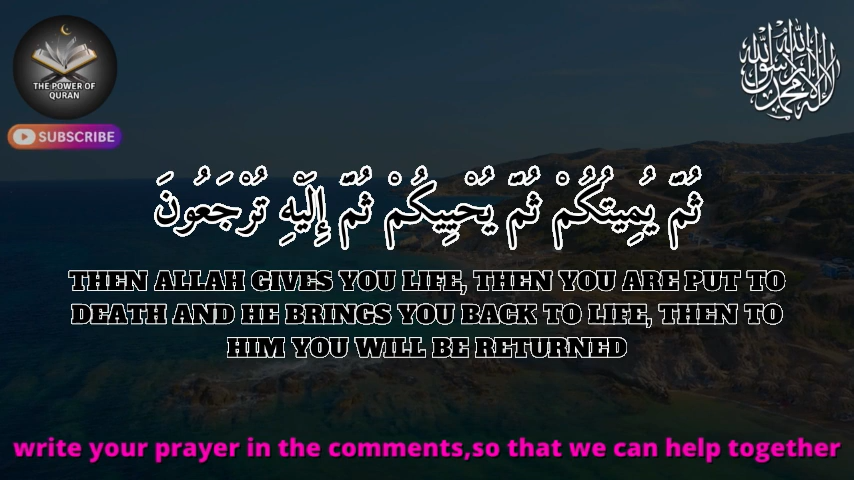 THE POWER OF
QURAN
SUBSCRIBE
ثُمَّ يُمِيتُكُمْ ثُمَّ يُحْيِيكُمْ ثُمَّ إِلَيْهِ تُرْجَعُونَ
THEN ALLAH GIVES YOU LIFE, THEN YOU ARE PUT TO
DEATH AND HE BRINGS YOU BACK TO LIFE, THEN TO
HIM YOU WILL BE RETURNED
write your prayer in the comments,so that we can help together